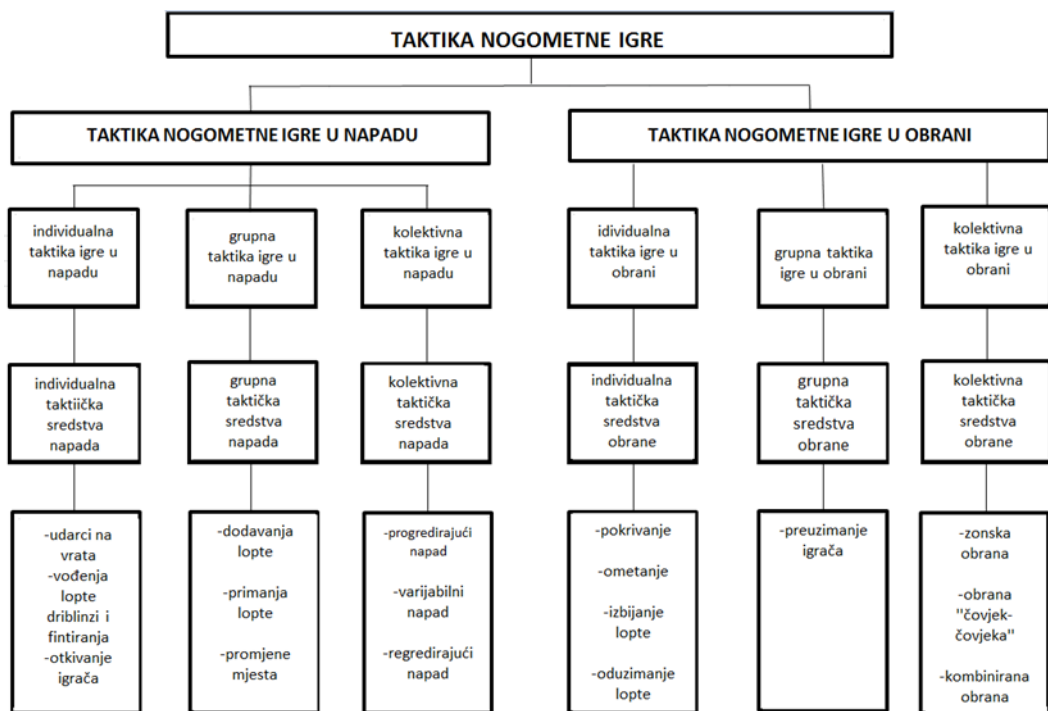 TAKTIKA NOGOMETNE IGRE
TAKTIKA NOGOMETNE IGRE U NAPADU
TAKTIKA NOGOMETNE IGRE U OBRANI
individualna
taktika igre u
napadu
grupna
taktika igre u
napadu
kolektivna
taktika igre u
napadu
idividualna
taktika igre u
obrani
grupna taktika
igre u obrani
kolektivna
taktika igre u
obrani
individualna
taktiička
sredstva
napada
grupna
taktička
sredstva
napada
kolektivna
taktička
sredstva
napada
individualna
taktička
sredstva
obrane
grupna
taktička
sredstva
obrane
kolektivna
taktička
sredstva
obrane
-udarci na
vrata
-vođenja
lopte
driblinzi i
fintiranja
-otkivanje
igrača
-dodavanja
lopte
-primanja
lopte
-promjene
mjesta
-progredirajući
napad
-varijabilni
napad
-regredirajući
napad
-pokrivanje
-ometanje
-izbijanje
lopte
-oduzimanje
lopte
-preuzimanje
igrača
-zonska
obrana
-obrana
"čovjek-
čovjeka"
-kombinirana
obrana